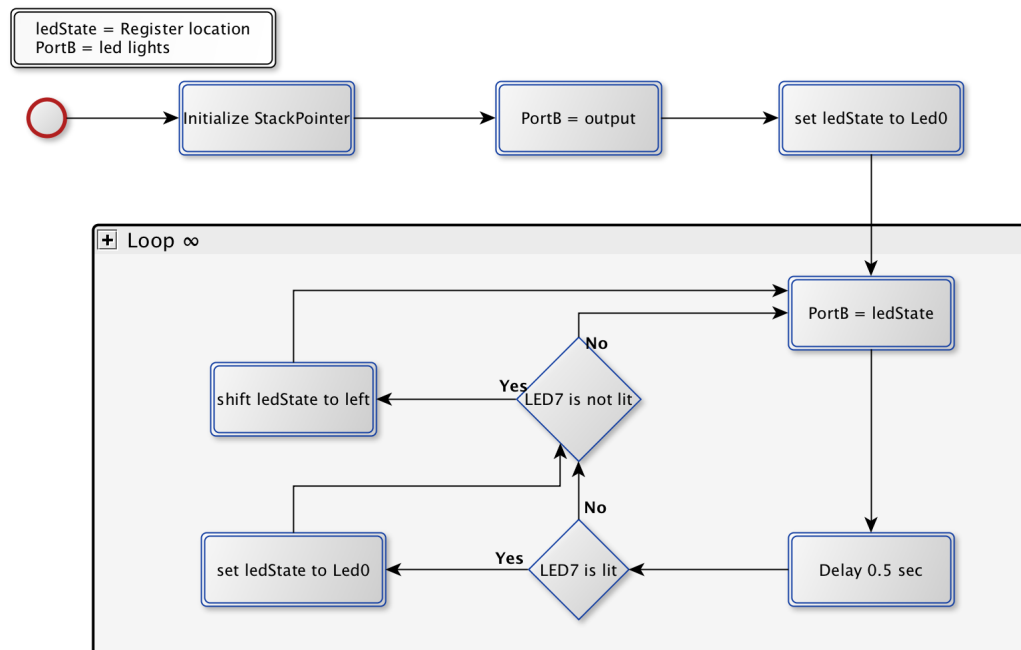 ledState = Register location
PortB = led lights
Initialize StackPointer
PortB = output
set ledState to Led0
Loop ∞
PortB = ledState
No
Yes
LED7 is not lit
shift ledState to left
No
Yes
LED7 is lit
set ledState to Led0
Delay 0.5 sec